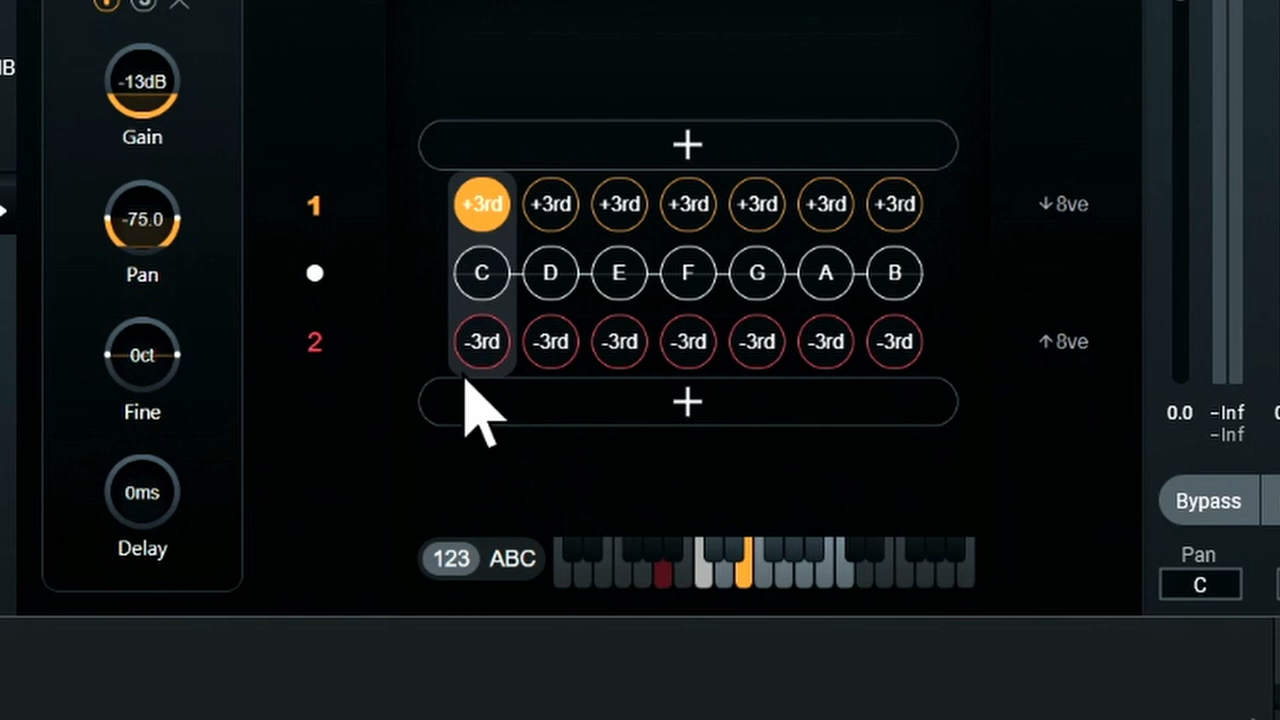 dB
-13dB
Gain
-75.0
Pan
0ct
Fine
0ms
Delay
+
1 +3rd +3rd +3rd +3rd +3rd +3rd +3rd ↓8ve
C D E F G A B
2 -3rd -3rd -3rd -3rd -3rd -3rd -3rd ↑8ve
+
123 ABC
0.0 -Inf
-Inf
Bypass
Pan
C